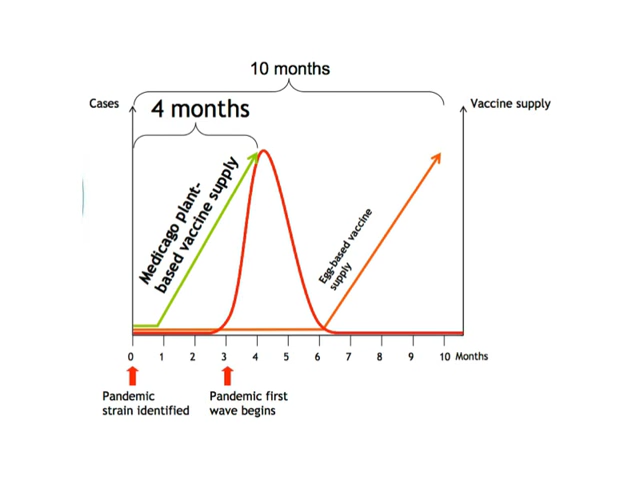 10 months
Cases
4 months
Vaccine supply
Medicago plant-
based vaccine supply
Egg-based vaccine
supply
0 1 2 3 4 5 6 7 8 9 10 Months
Pandemic
strain identified
Pandemic first
wave begins